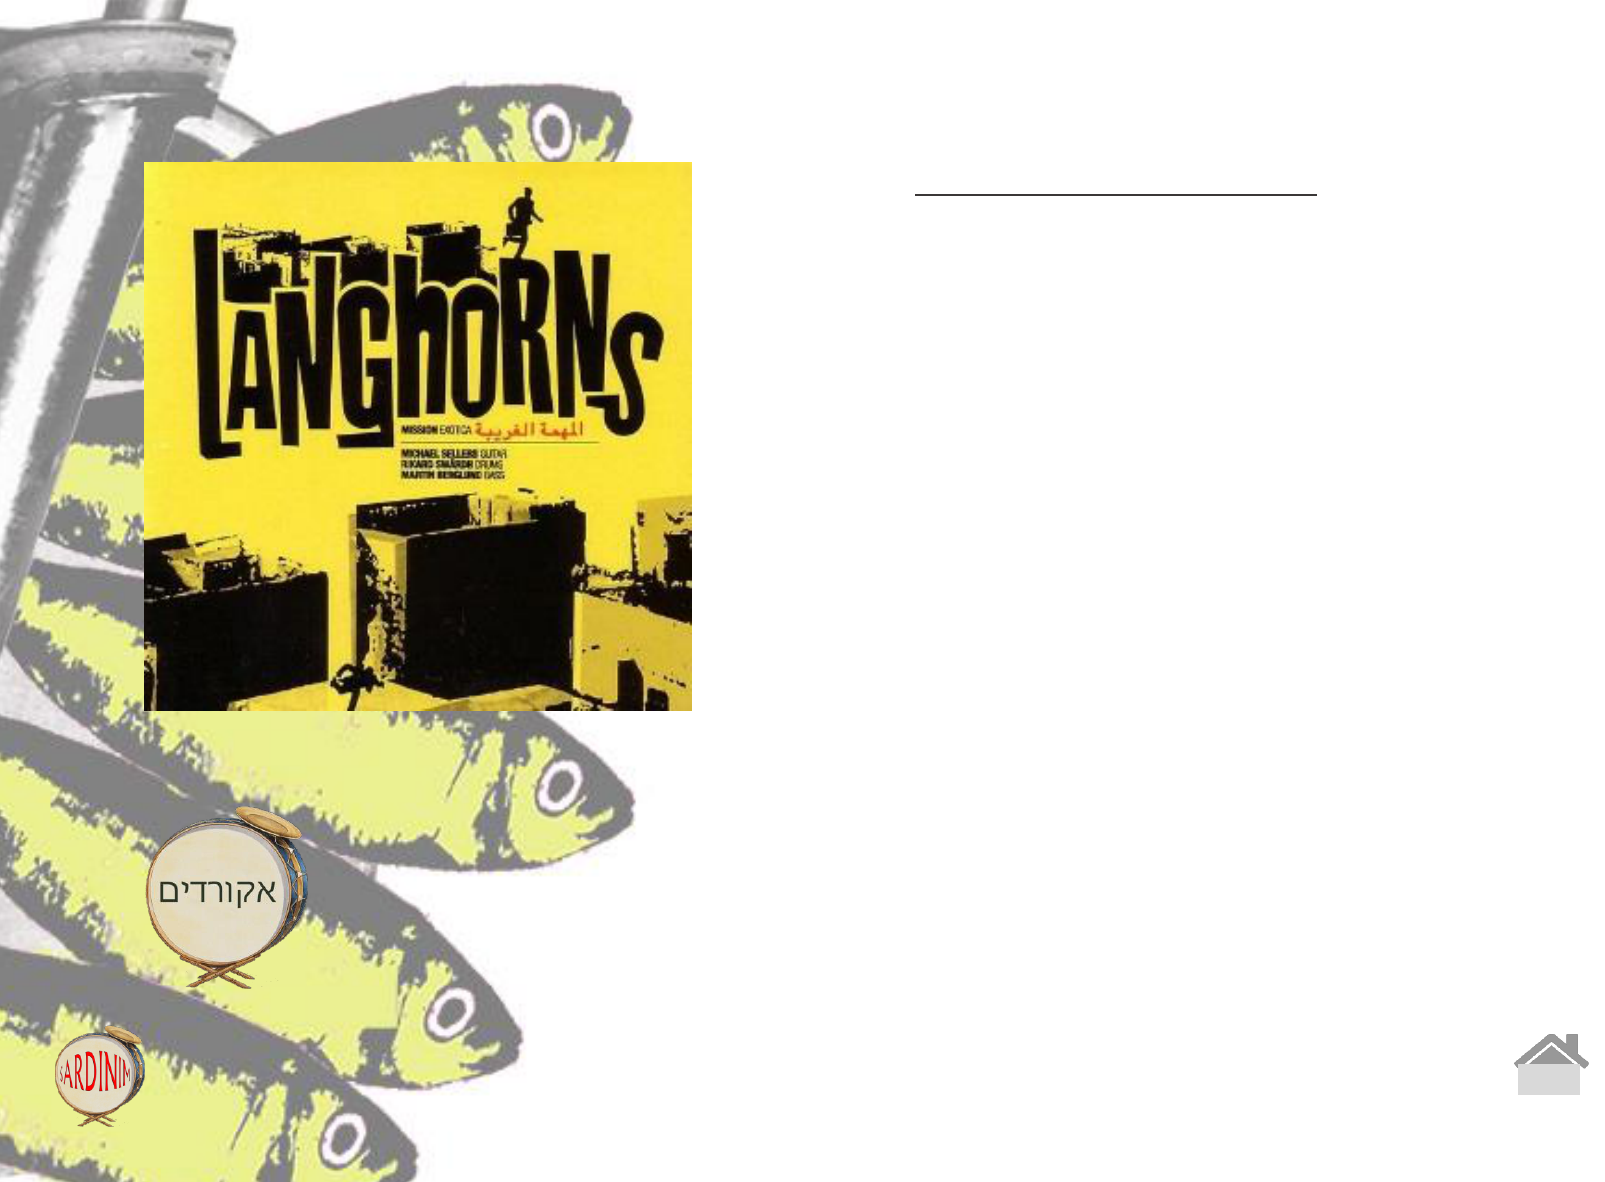 LANGhORNS
MISSION EXOTICA المهمة الغريبة
MICHAEL SELLERS GUITAR
RIKARD SWÄRDH DRUMS
MARTIN BERGLUND BASS
אקורדים
SARDINIM